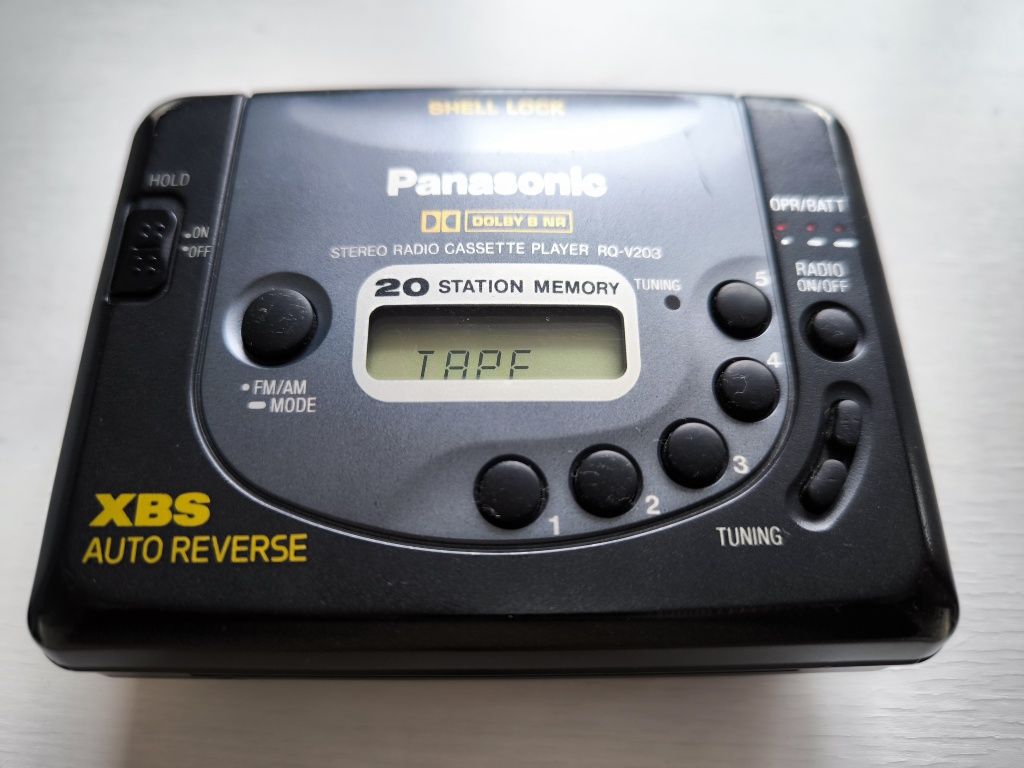 SHELL LOCK
Panasonic
DOLBY B NR
STEREO RADIO CASSETTE PLAYER RQ-V203
20 STATION MEMORY
TAPE
HOLD
ON
OFF
FM/AM
MODE
TUNING
5
4
3
2
1
OPR/BATT
RADIO
ON/OFF
TUNING
XBS
AUTO REVERSE